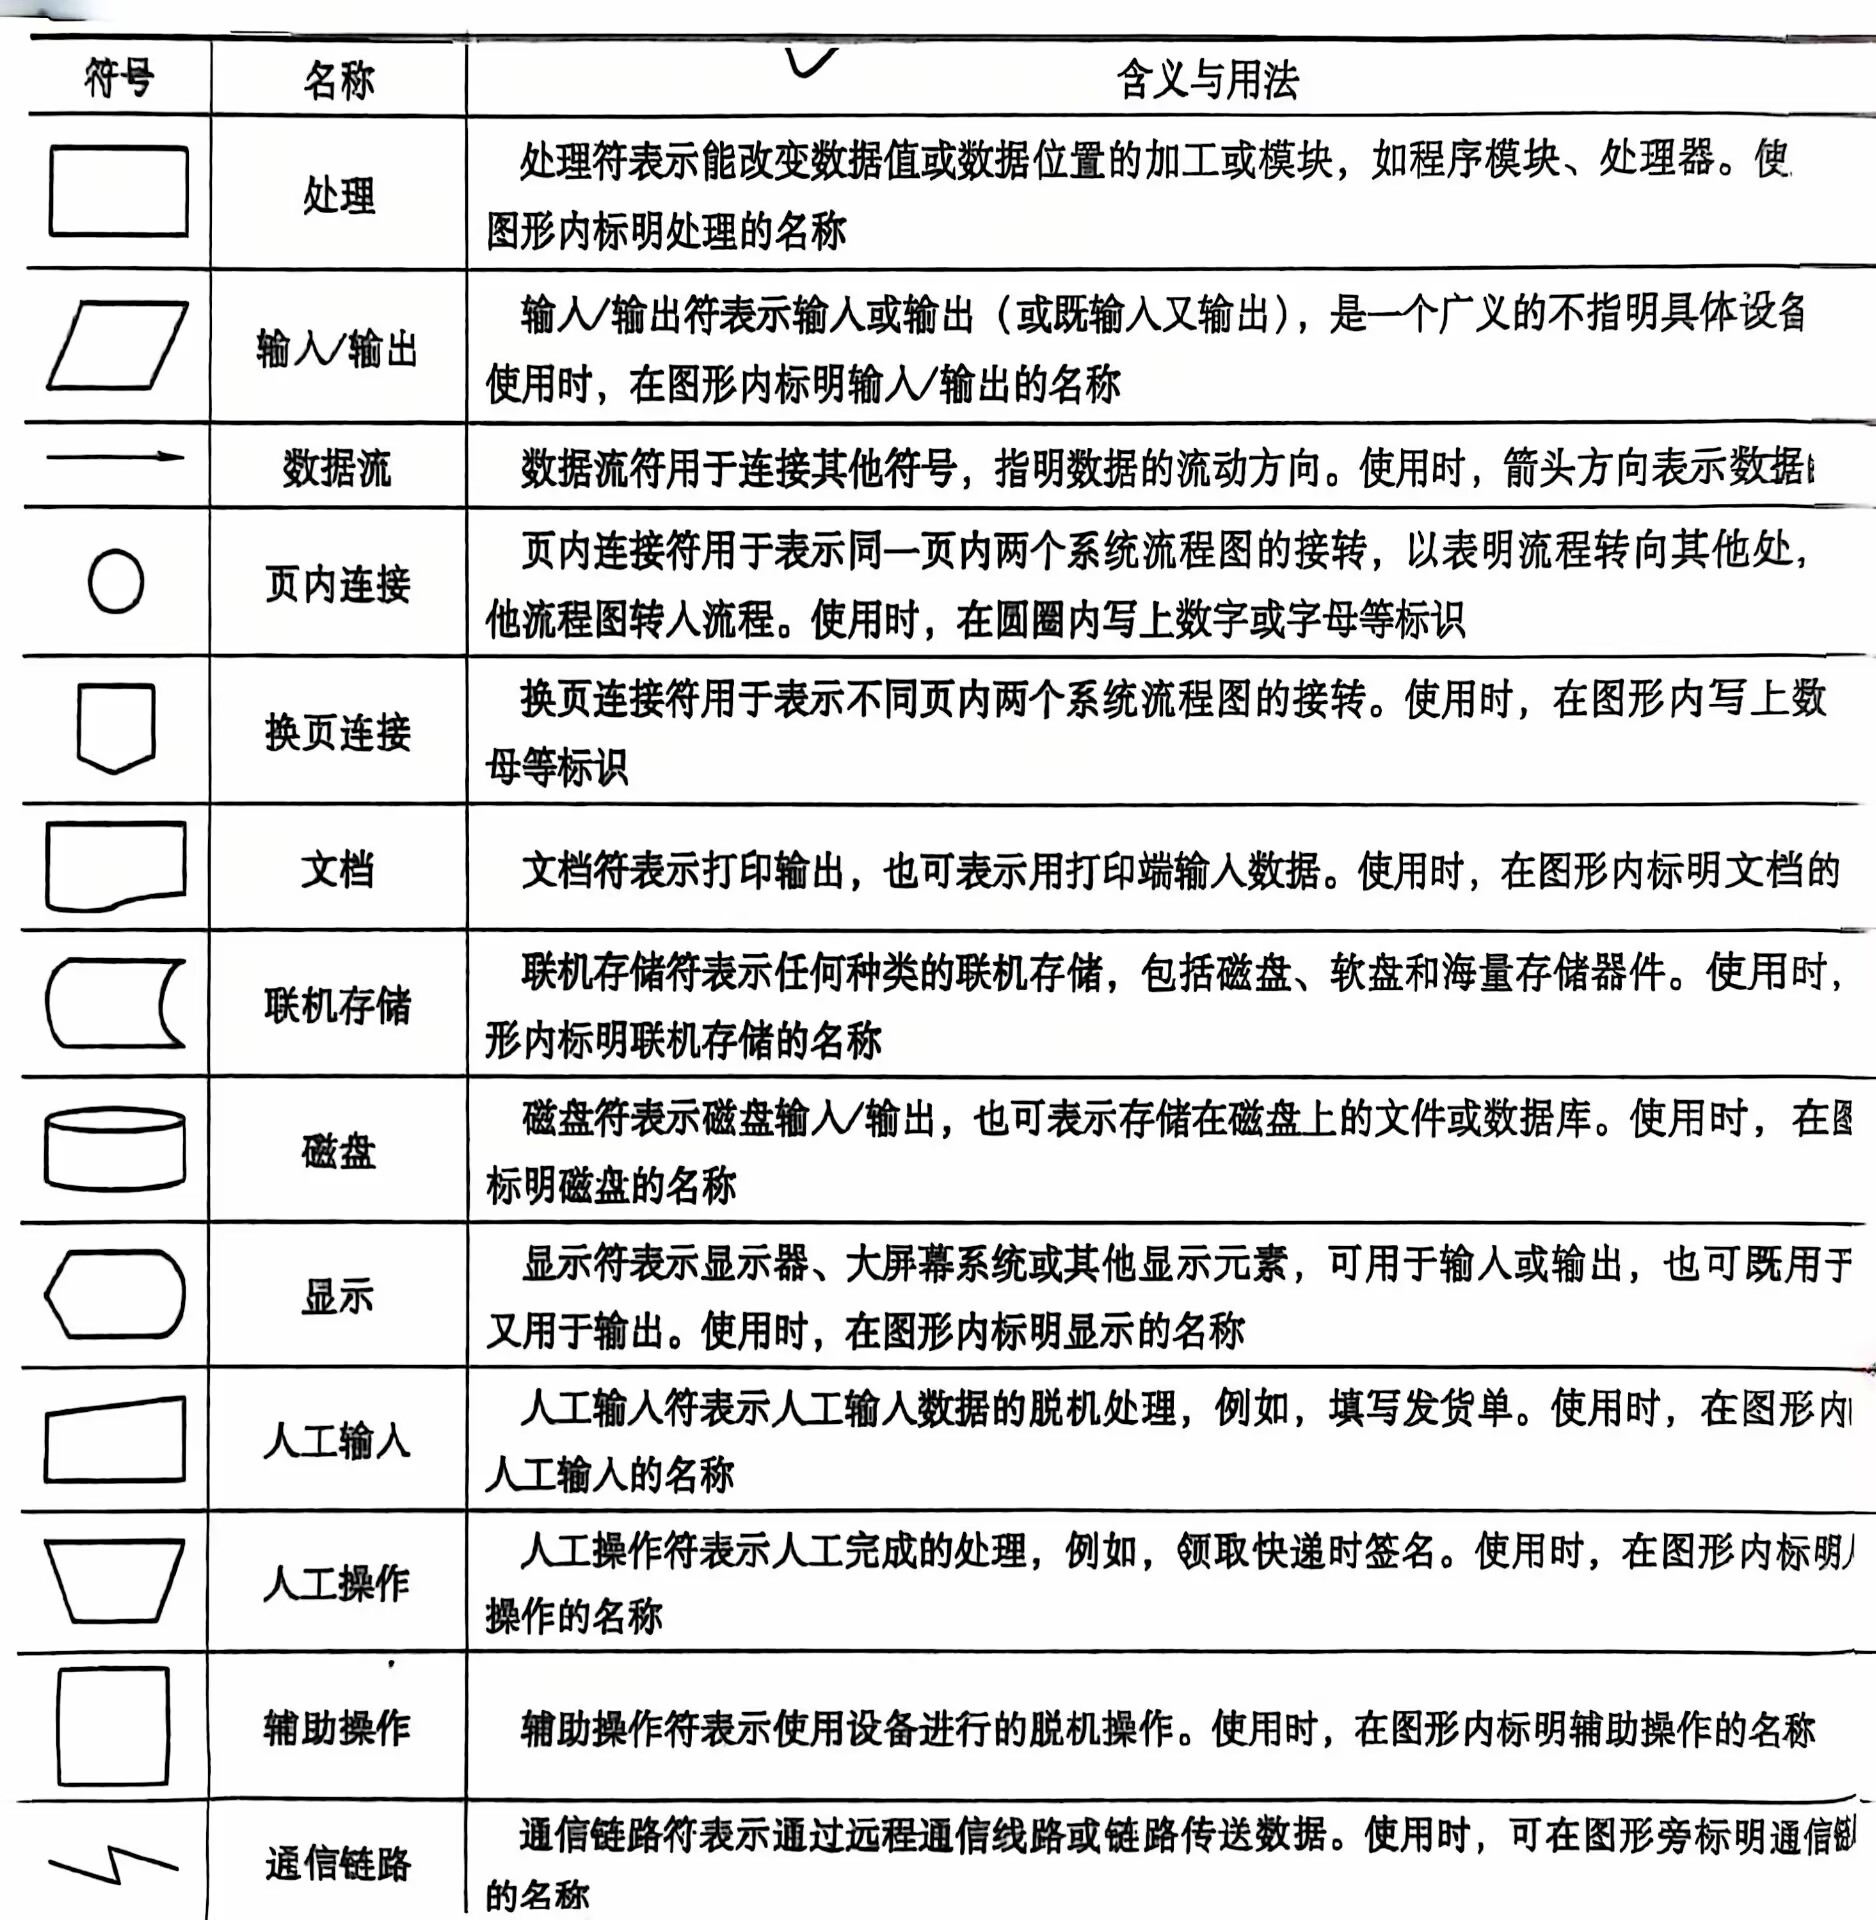 符号 名称 含义与用法
处理符表示能改变数据值或数据位置的加工或模块，如程序模块、处理器。使
处理
图形内标明处理的名称
输入/输出符表示输入或输出（或既输入又输出），是一个广义的不指明具体设备
输入/输出
使用时，在图形内标明输入/输出的名称
数据流 数据流符用于连接其他符号，指明数据的流动方向。使用时，箭头方向表示数据
页内连接符用于表示同一页内两个系统流程图的接转，以表明流程转向其他处，
页内连接
他流程图转人流程。使用时，在圆圈内写上数字或字母等标识
换页连接符用于表示不同页内两个系统流程图的接转。使用时，在图形内写上数
换页连接
母等标识
文档 文档符表示打印输出，也可表示用打印端输入数据。使用时，在图形内标明文档的
联机存储符表示任何种类的联机存储，包括磁盘、软盘和海量存储器件。使用时，
联机存储
形内标明联机存储的名称
磁盘符表示磁盘输入/输出，也可表示存储在磁盘上的文件或数据库。使用时，在图
磁盘
标明磁盘的名称
显示符表示显示器、大屏幕系统或其他显示元素，可用于输入或输出，也可既用于
显示
又用于输出。使用时，在图形内标明显示的名称
人工输入符表示人工输入数据的脱机处理，例如，填写发货单。使用时，在图形内
人工输入
人工输入的名称
人工操作符表示人工完成的处理，例如，领取快递时签名。使用时，在图形内标明
人工操作
操作的名称
辅助操作 辅助操作符表示使用设备进行的脱机操作。使用时，在图形内标明辅助操作的名称
通信链路符表示通过远程通信线路或链路传送数据。使用时，可在图形旁标明通信链
通信链路
的名称